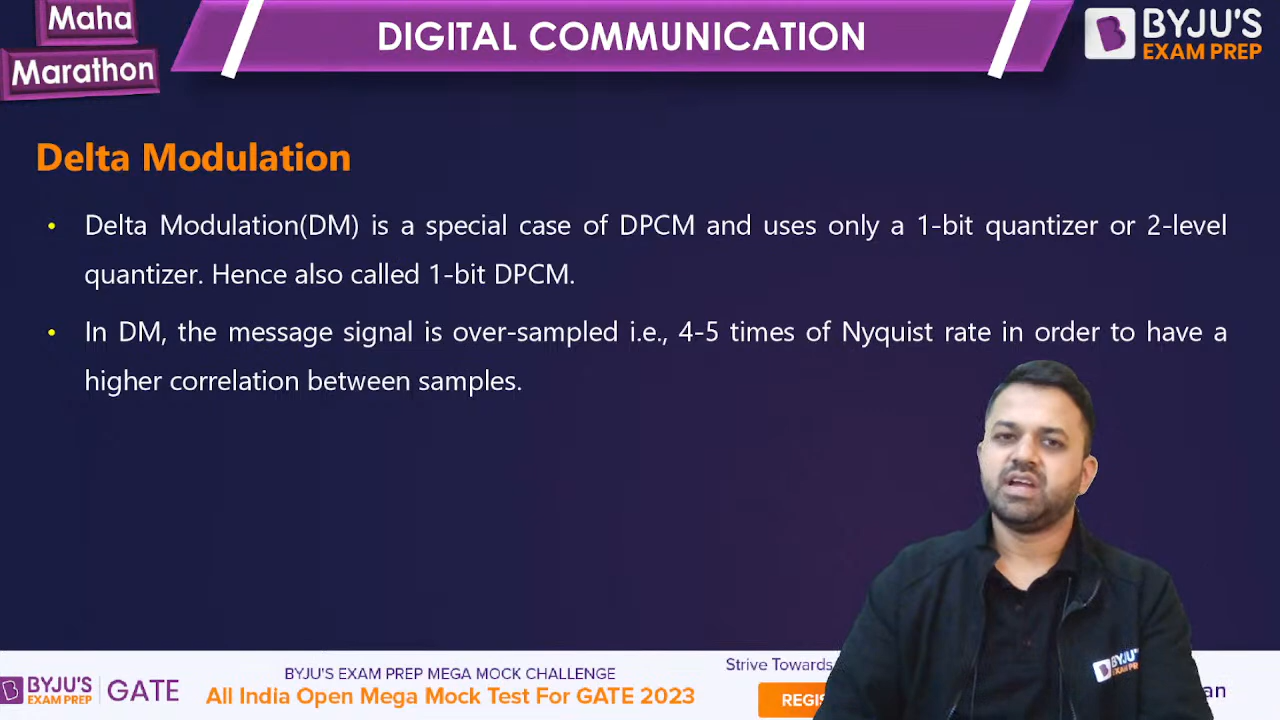 Maha
Marathon
DIGITAL COMMUNICATION
BYJU'S
EXAM PREP
Delta Modulation
• Delta Modulation(DM) is a special case of DPCM and uses only a 1-bit quantizer or 2-level
quantizer. Hence also called 1-bit DPCM.
• In DM, the message signal is over-sampled i.e., 4-5 times of Nyquist rate in order to have a
higher correlation between samples.
BYJU'S
EXAM PREP
BYJU'S
EXAM PREP
GATE
BYJU'S EXAM PREP MEGA MOCK CHALLENGE
All India Open Mega Mock Test For GATE 2023
Strive Towards